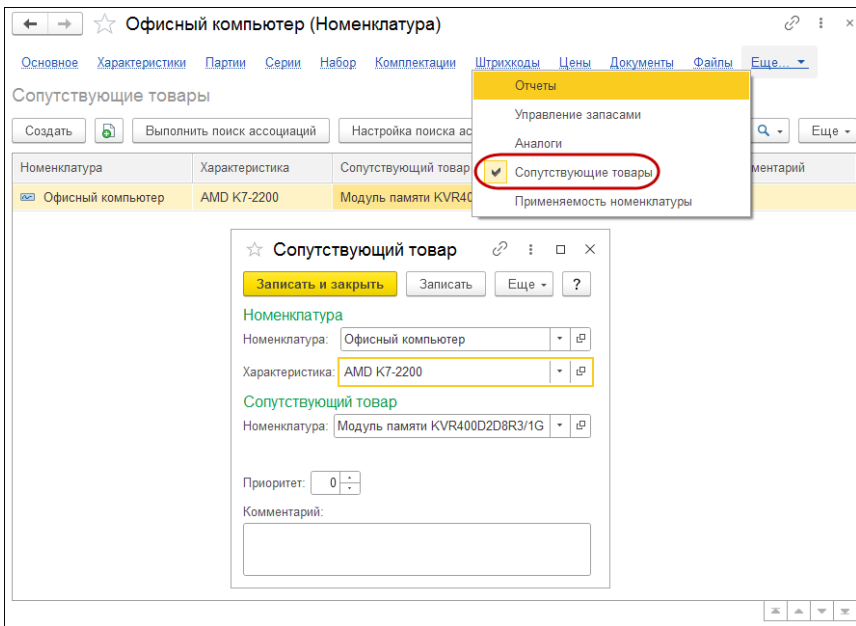 Офисный компьютер (Номенклатура)
Основное Характеристики Партии Серии Набор Комплектации Штрихкоды Цены Документы Файлы Еще...
Сопутствующие товары
Отчеты
Управление запасами
Аналоги
Сопутствующие товары
Применяемость номенклатуры
Создать Выполнить поиск ассоциаций Настройка поиска Еще
Номенклатура Характеристика Сопутствующий товар
Офисный компьютер AMD K7-2200 Модуль памяти
Сопутствующий товар
Записать и закрыть Записать Еще ?
Номенклатура
Номенклатура: Офисный компьютер
Характеристика: AMD K7-2200
Сопутствующий товар
Номенклатура: Модуль памяти KVR400D2D8R3/1G
Приоритет: 0
Комментарий: